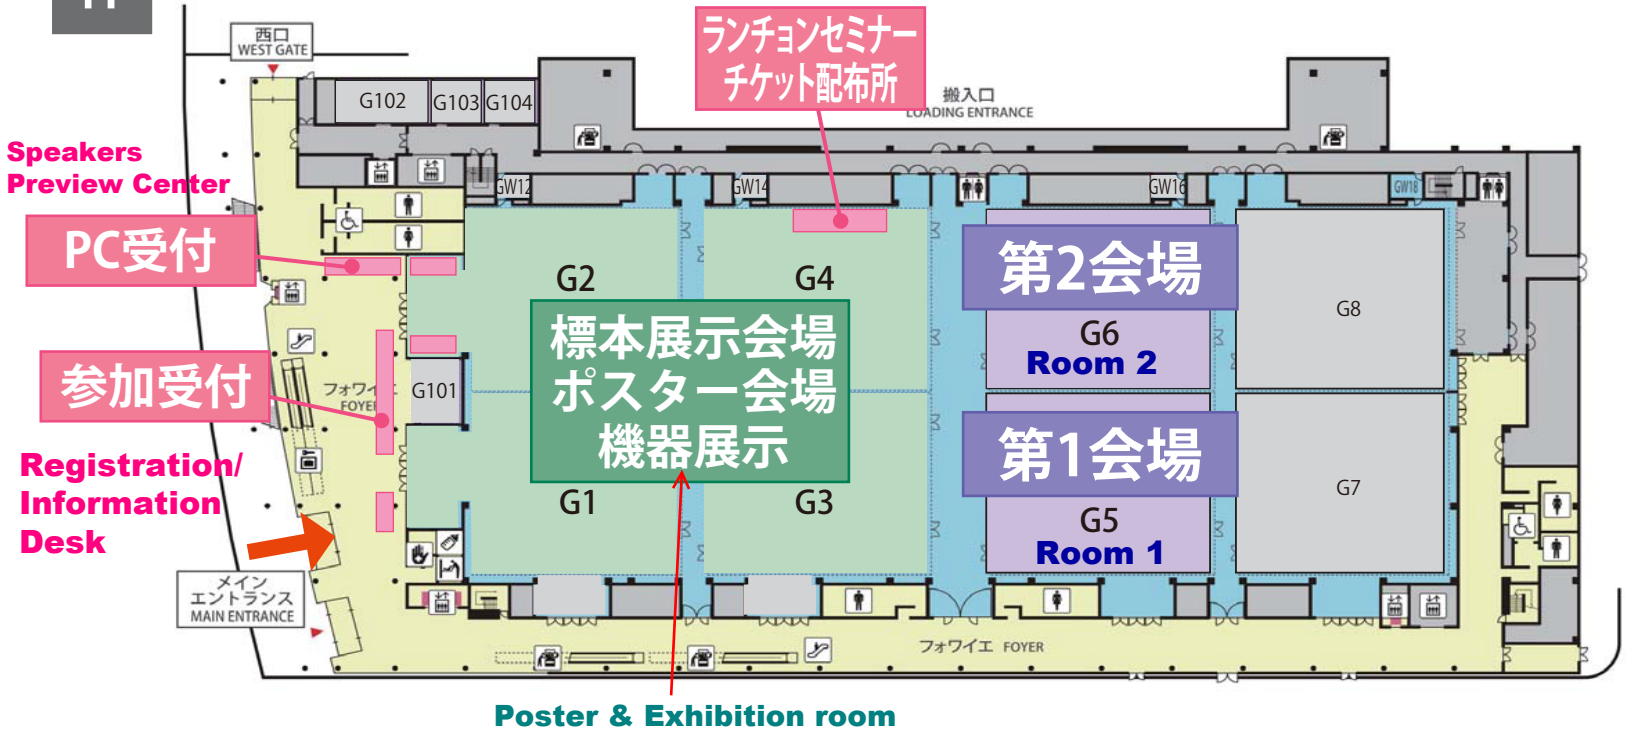 1F
西口
WEST GATE
ランチョンセミナー
チケット配布所
搬入口
LOADING ENTRANCE
G102
G103
G104
Speakers
Preview Center
GW12
GW14
GW16
GW18
PC受付
G2
G4
第2会場
G6
Room 2
G8
標本展示会場
ポスター会場
機器展示
参加受付
フォワイエ
FOYER
G101
Registration/
Information
Desk
G1
G3
第1会場
G5
Room 1
G7
メイン
エントランス
MAIN ENTRANCE
フォワイエ FOYER
Poster & Exhibition room